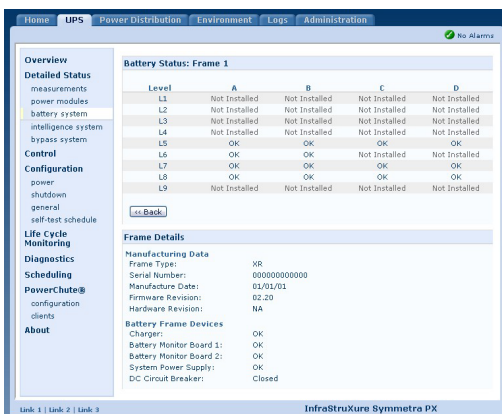 Home UPS Power Distribution Environment Logs Administration
No Alarms
Overview
Detailed Status
measurements
power modules
battery system
intelligence system
bypass system
Control
Configuration
power
shutdown
general
self-test schedule
Life Cycle
Monitoring
Diagnostics
Scheduling
PowerChute®
configuration
clients
About
Battery Status: Frame 1
Level A B C D
L1 Not Installed Not Installed Not Installed Not Installed
L2 Not Installed Not Installed Not Installed Not Installed
L3 Not Installed Not Installed Not Installed Not Installed
L4 Not Installed Not Installed Not Installed Not Installed
L5 OK OK OK OK
L6 OK OK Not Installed Not Installed
L7 OK OK OK OK
L8 OK OK OK OK
L9 Not Installed Not Installed Not Installed Not Installed
<< Back
Frame Details
Manufacturing Data
Frame Type: XR
Serial Number: 000000000000
Manufacture Date: 01/01/01
Firmware Revision: 02.20
Hardware Revision: NA
Battery Frame Devices
Charger: OK
Battery Monitor Board 1: OK
Battery Monitor Board 2: OK
System Power Supply: OK
DC Circuit Breaker: Closed
Link 1 | Link 2 | Link 3
InfraStruXure Symmetra PX